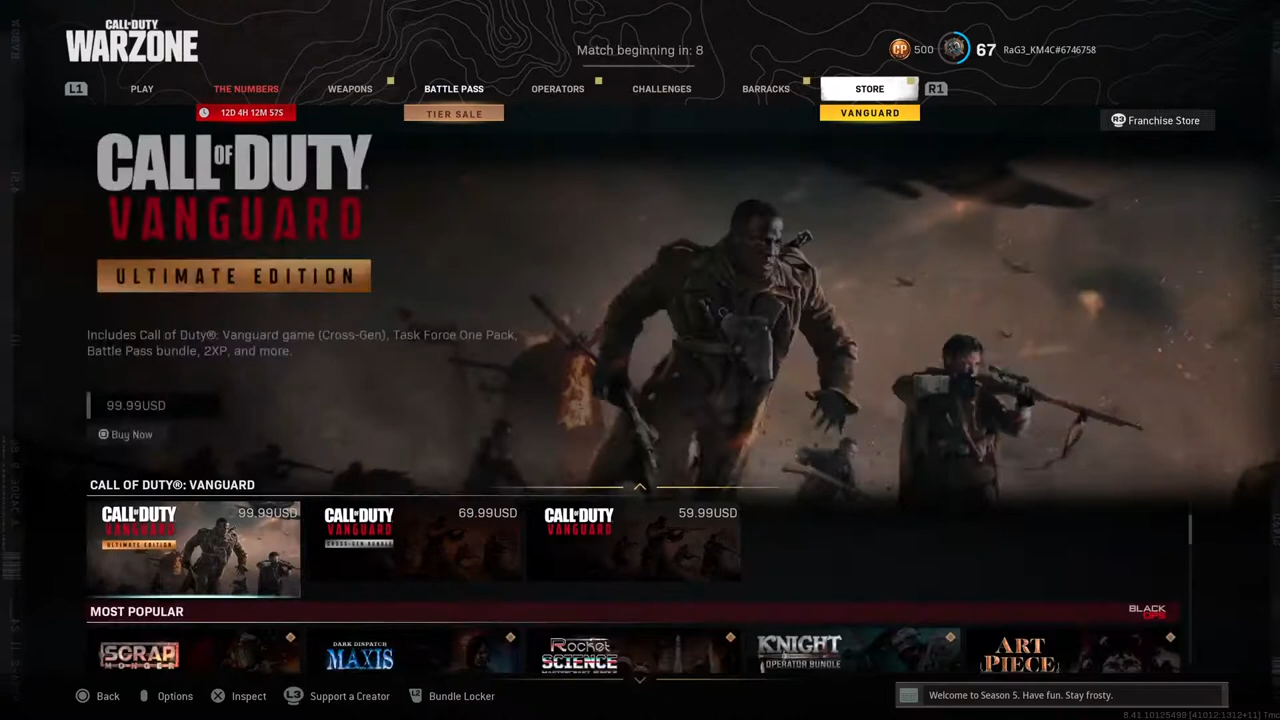 CALL OF DUTY
WARZONE
Match beginning in: 8
CP 500
67 RaG3_KM4C#6746758
L1 PLAY THE NUMBERS WEAPONS BATTLE PASS OPERATORS CHALLENGES BARRACKS STORE R1
12D 4H 12M 57S TIER SALE VANGUARD
R3 Franchise Store
CALL OF DUTY
VANGUARD
ULTIMATE EDITION
Includes Call of Duty®: Vanguard game (Cross-Gen), Task Force One Pack,
Battle Pass bundle, 2XP, and more.
99.99USD
Buy Now
CALL OF DUTY®: VANGUARD
CALL OF DUTY VANGUARD ULTIMATE EDITION 99.99USD
CALL OF DUTY VANGUARD CROSS-GEN BUNDLE 69.99USD
CALL OF DUTY VANGUARD 59.99USD
MOST POPULAR
BLACK OPS
SCRAP MONGER
DARK DISPATCH MAXIS
Rocket SCIENCE
KNIGHT OPERATOR BUNDLE
ART PIECE
Back Options Inspect L3 Support a Creator L2 Bundle Locker
Welcome to Season 5. Have fun. Stay frosty.